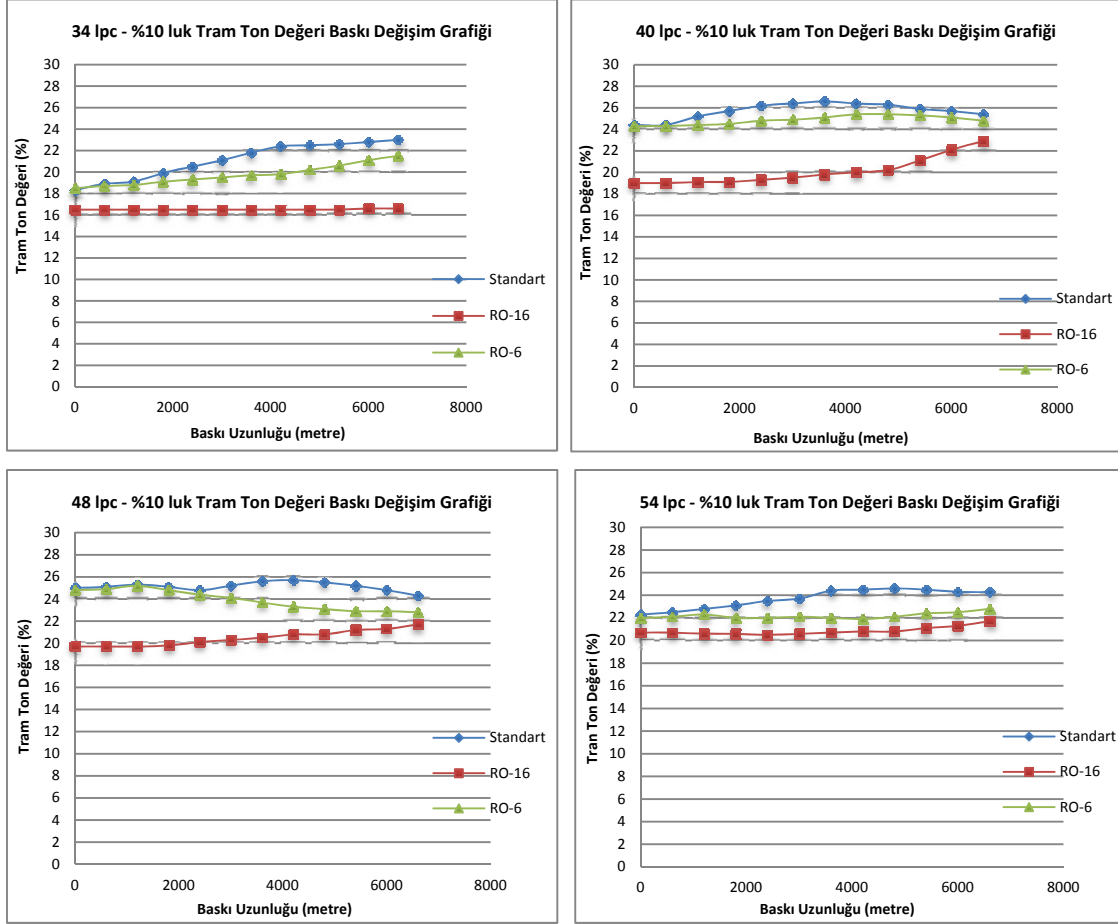 34 lpc - %10 luk Tram Ton Değeri Baskı Değişim Grafiği
Tram Ton Değeri (%)
30
28
26
24
22
20
18
16
14
12
10
8
6
4
2
0
0 2000 4000 6000 8000
Baskı Uzunluğu (metre)
Standart
RO-16
RO-6
40 lpc - %10 luk Tram Ton Değeri Baskı Değişim Grafiği
Tram Ton Değeri (%)
30
28
26
24
22
20
18
16
14
12
10
8
6
4
2
0
0 2000 4000 6000 8000
Baskı Uzunluğu (metre)
Standart
RO-16
RO-6
48 lpc - %10 luk Tram Ton Değeri Baskı Değişim Grafiği
Tram Ton Değeri (%)
30
28
26
24
22
20
18
16
14
12
10
8
6
4
2
0
0 2000 4000 6000 8000
Baskı Uzunluğu (metre)
Standart
RO-16
RO-6
54 lpc - %10 luk Tram Ton Değeri Baskı Değişim Grafiği
Tran Ton Değeri (%)
30
28
26
24
22
20
18
16
14
12
10
8
6
4
2
0
0 2000 4000 6000 8000
Baskı Uzunluğu (metre)
Standart
RO-16
RO-6